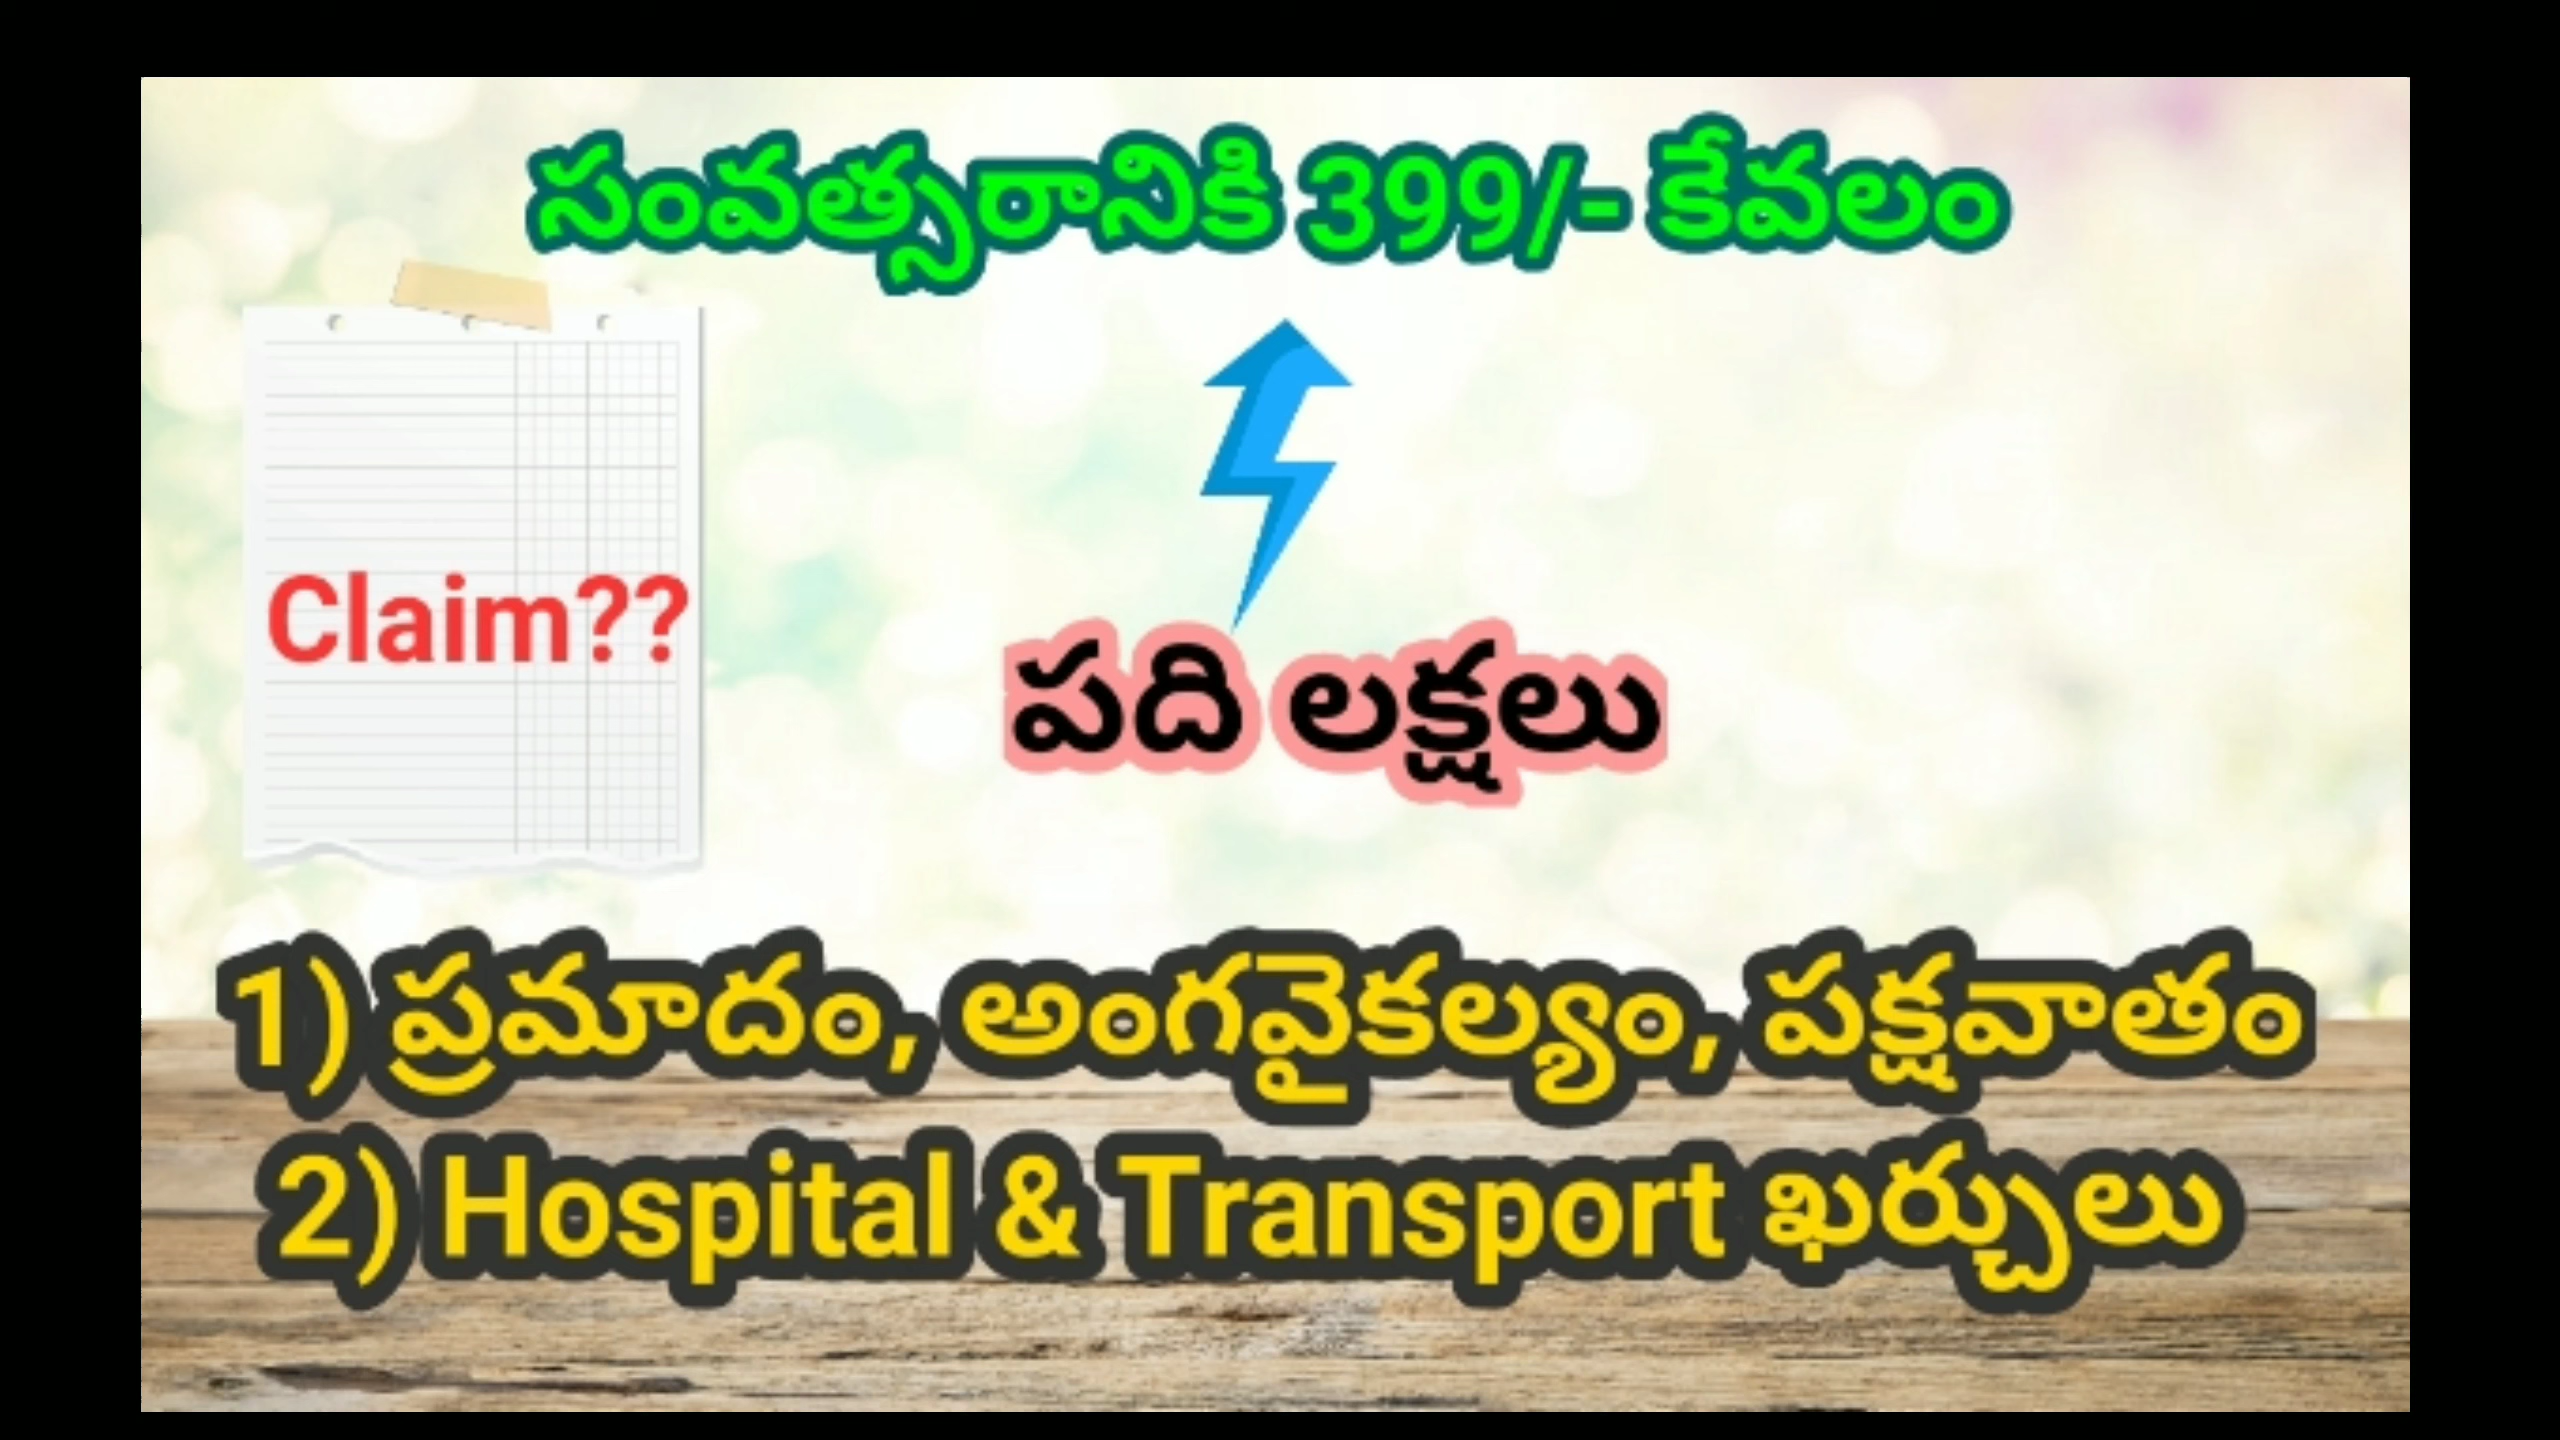 సంవత్సరానికి 399/- కేవలం
Claim??
పది లక్షలు
1) ప్రమాదం, అంగవైకల్యం, పక్షవాతం
2) Hospital & Transport ఖర్చులు